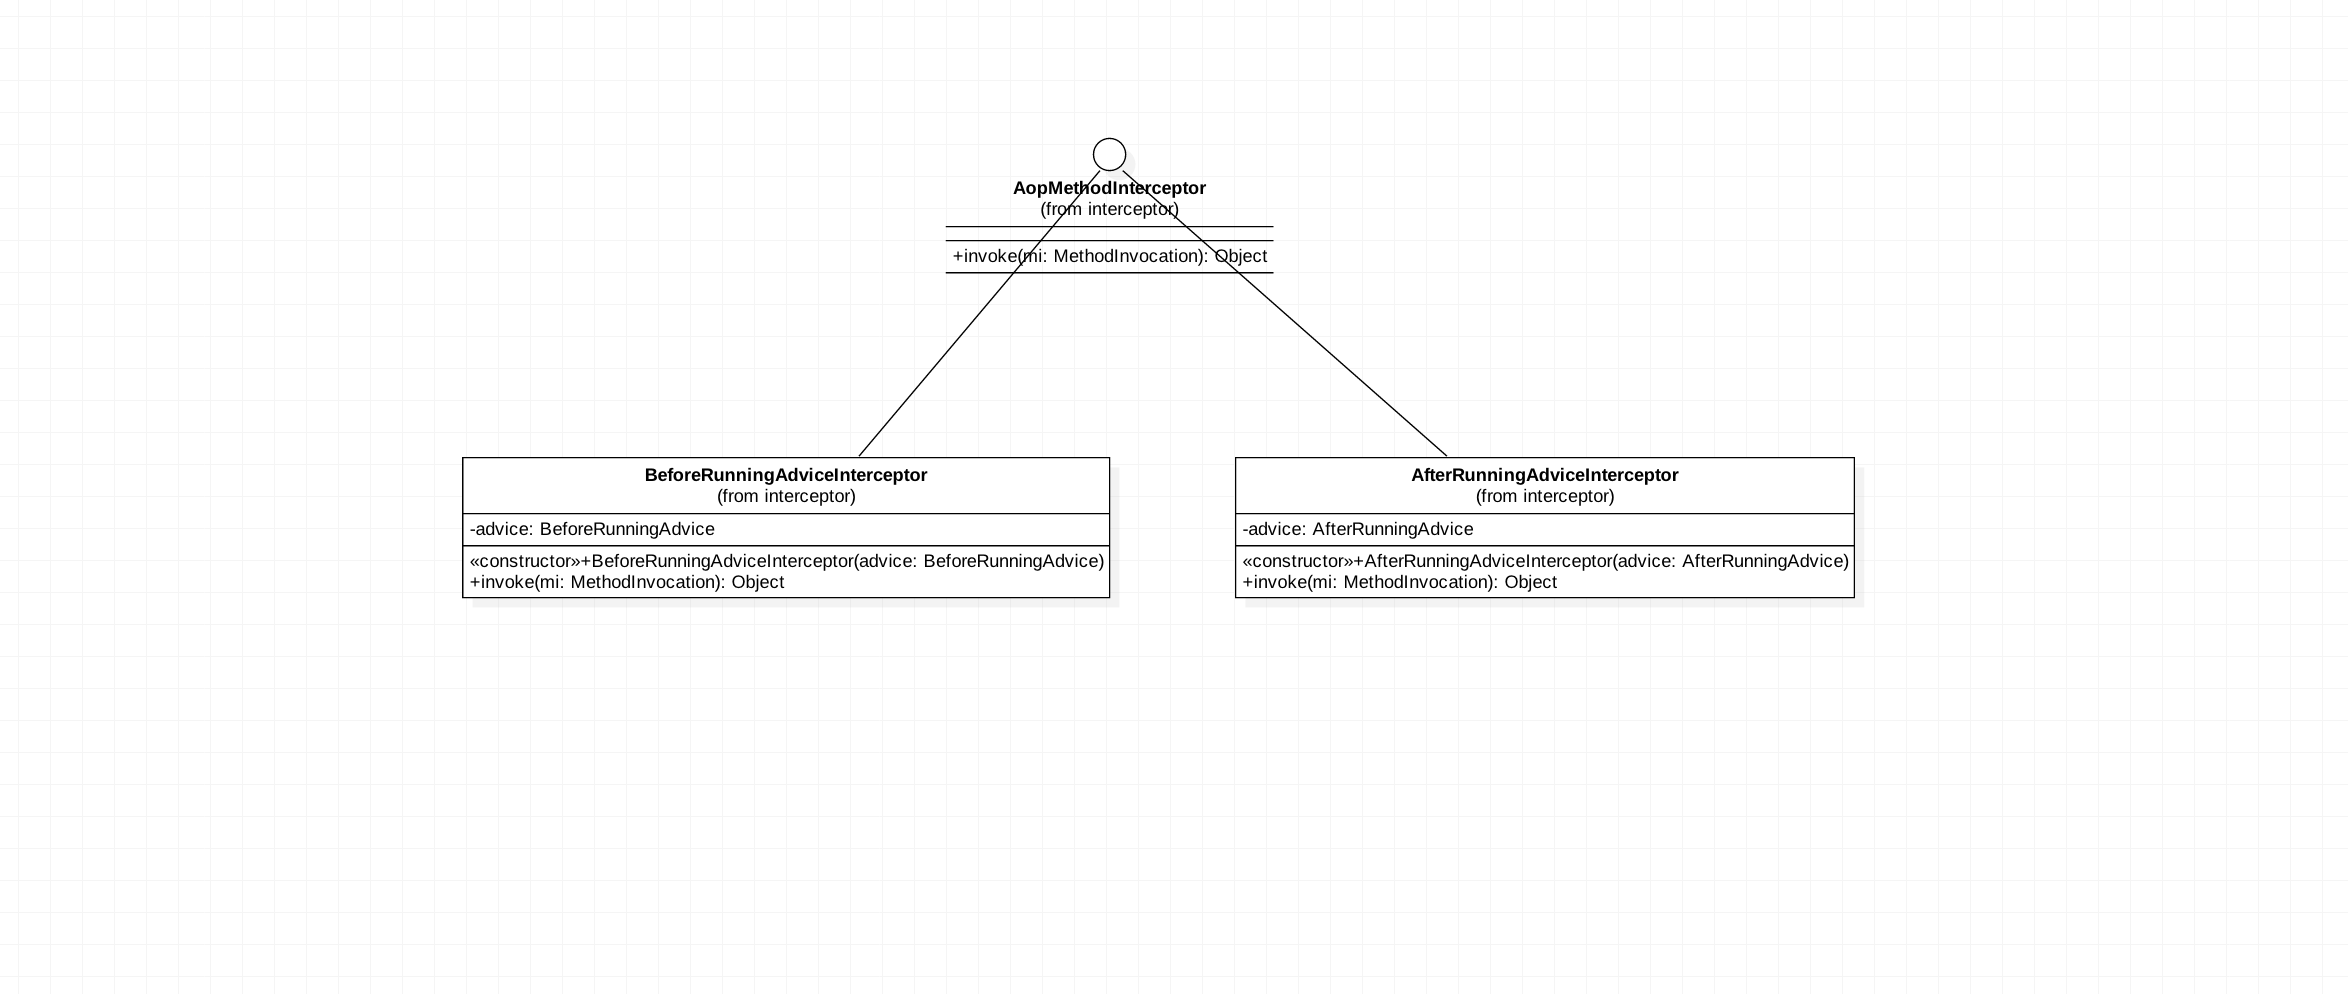 AopMethodInterceptor
(from interceptor)
+invoke(mi: MethodInvocation): Object
BeforeRunningAdviceInterceptor
(from interceptor)
-advice: BeforeRunningAdvice
«constructor»+BeforeRunningAdviceInterceptor(advice: BeforeRunningAdvice)
+invoke(mi: MethodInvocation): Object
AfterRunningAdviceInterceptor
(from interceptor)
-advice: AfterRunningAdvice
«constructor»+AfterRunningAdviceInterceptor(advice: AfterRunningAdvice)
+invoke(mi: MethodInvocation): Object